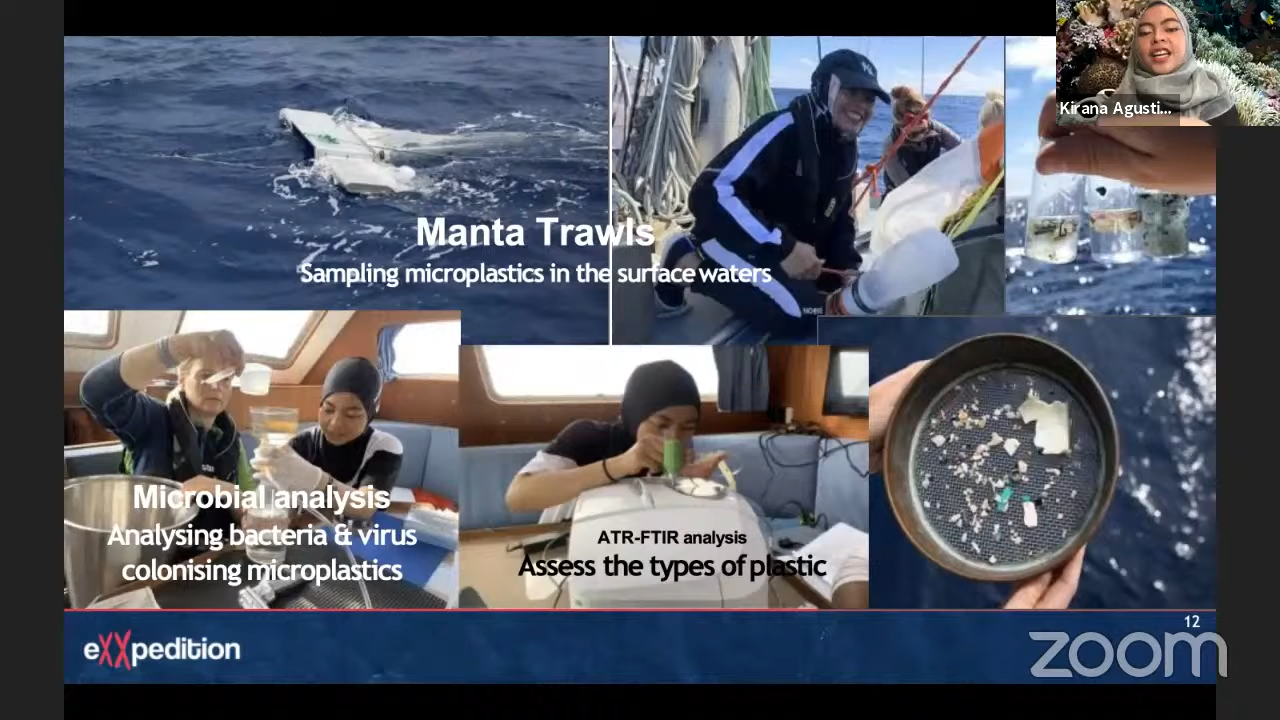 Kirana Agusti...
Manta Trawls
Sampling microplastics in the surface waters
Microbial analysis
Analysing bacteria & virus
colonising microplastics
ATR-FTIR analysis
Assess the types of plastic
12
eXXpedition
zoom